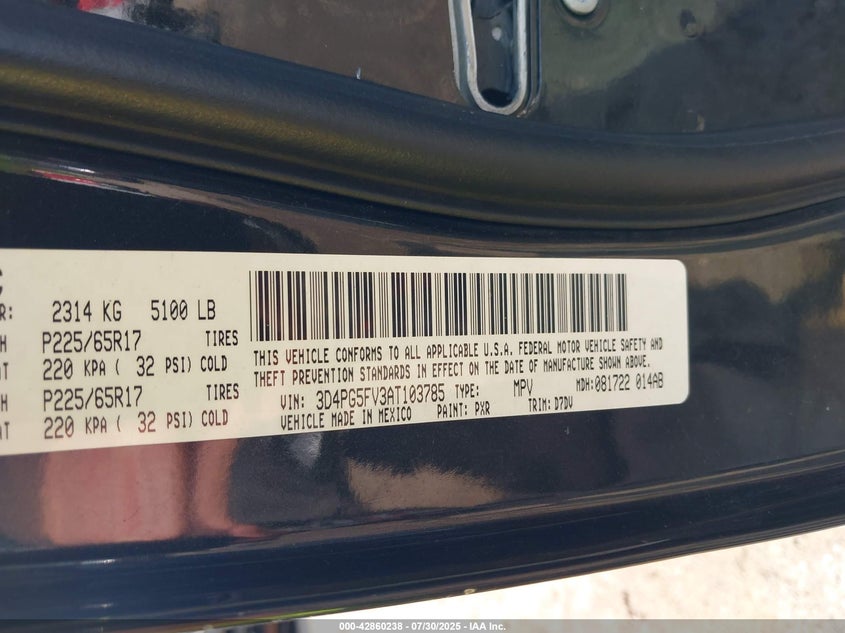 R: 2314 KG 5100 LB
P225/65R17 TIRES
220 KPA ( 32 PSI) COLD
P225/65R17 TIRES
220 KPA ( 32 PSI) COLD
THIS VEHICLE CONFORMS TO ALL APPLICABLE U.S.A. FEDERAL MOTOR VEHICLE SAFETY AND
THEFT PREVENTION STANDARDS IN EFFECT ON THE DATE OF MANUFACTURE SHOWN ABOVE.
VIN: 3D4PG5FV3AT103785 TYPE: MPV MDH:081722 014AB
VEHICLE MADE IN MEXICO PAINT: PXR TRIM: D7DV
000-42860238 - 07/30/2025 - IAA Inc.